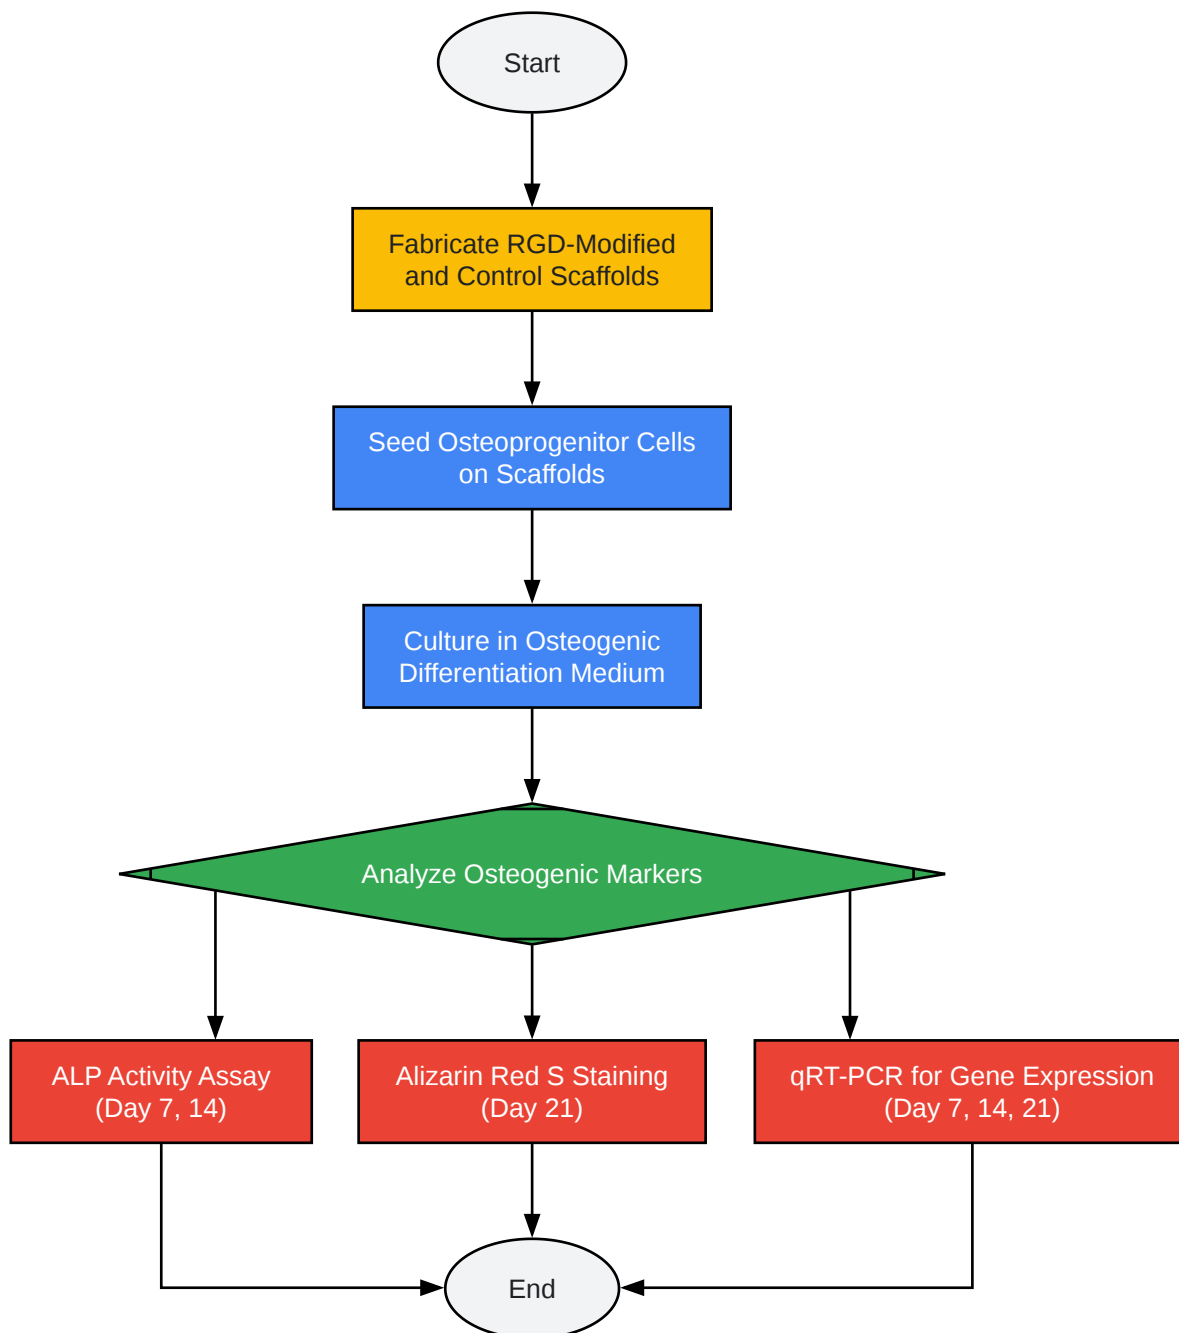 Start
Fabricate RGD-Modified
and Control Scaffolds
Seed Osteoprogenitor Cells
on Scaffolds
Culture in Osteogenic
Differentiation Medium
Analyze Osteogenic Markers
ALP Activity Assay
(Day 7, 14)
Alizarin Red S Staining
(Day 21)
qRT-PCR for Gene Expression
(Day 7, 14, 21)
End